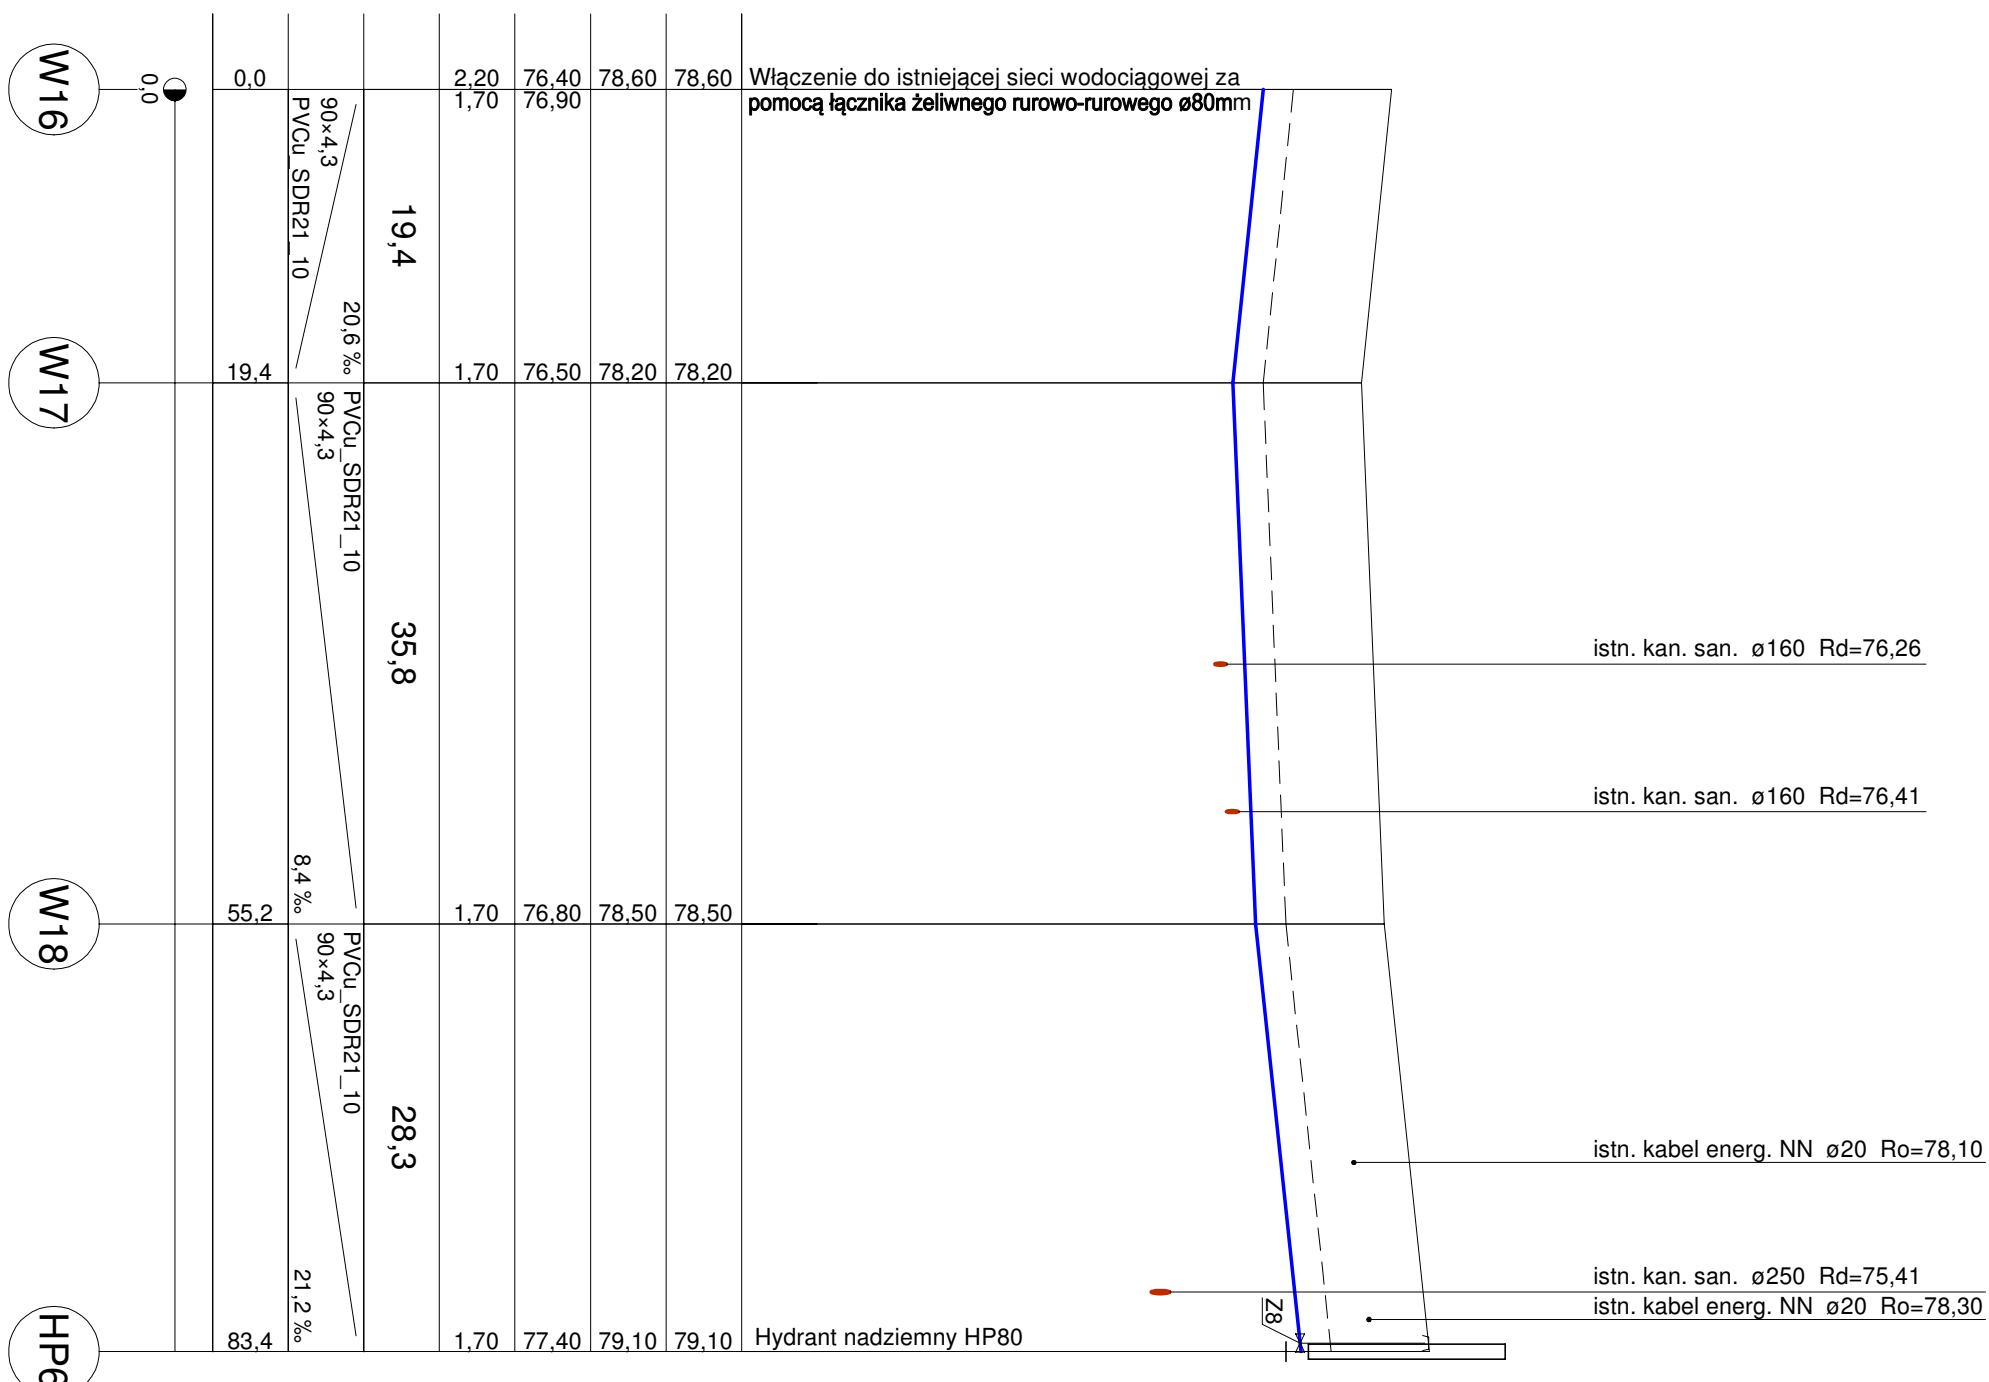 W16
0,0
0,0
2,20 76,40 78,60 78,60 Włączenie do istniejącej sieci wodociągowej za
1,70 76,90 pomocą łącznika żeliwnego rurowo-rurowego ø80mm
90×4,3
PVCu_SDR21_10
20,6 ‰
19,4
W17
19,4
1,70 76,50 78,20 78,20
PVCu_SDR21_10
90×4,3
8,4 ‰
35,8
istn. kan. san. ø160 Rd=76,26
istn. kan. san. ø160 Rd=76,41
W18
55,2
1,70 76,80 78,50 78,50
PVCu_SDR21_10
90×4,3
21,2 ‰
28,3
istn. kabel energ. NN ø20 Ro=78,10
istn. kan. san. ø250 Rd=75,41
istn. kabel energ. NN ø20 Ro=78,30
Z8
HP6
83,4
1,70 77,40 79,10 79,10 Hydrant nadziemny HP80